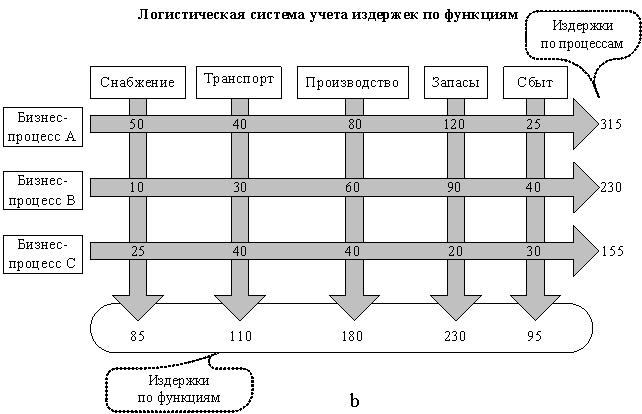 Логистическая система учета издержек по функциям
Издержки
по процессам
Снабжение Транспорт Производство Запасы Сбыт
Бизнес-
процесс А
50 40 80 120 25 315
Бизнес-
процесс В
10 30 60 90 40 230
Бизнес-
процесс С
25 40 40 20 30 155
85 110 180 230 95
Издержки
по функциям
b